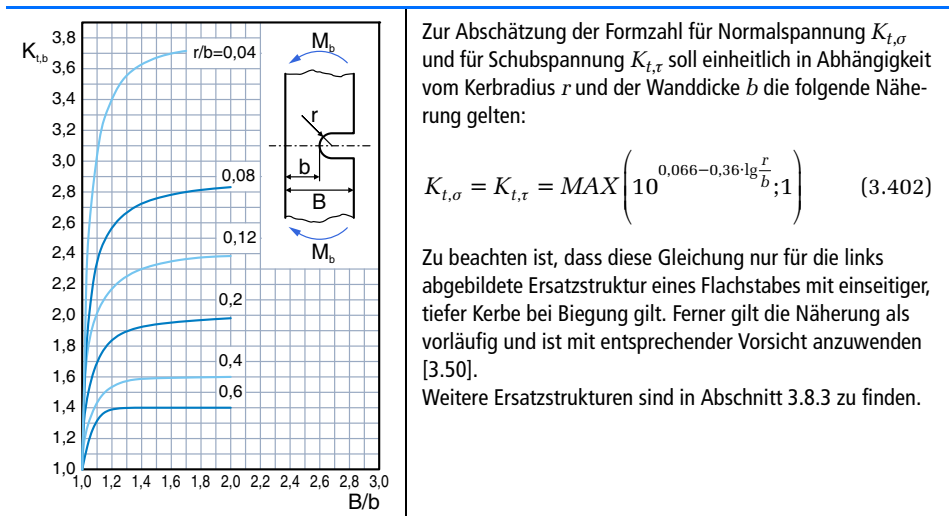 K_{t,b}
3,8
3,6
3,4
3,2
3,0
2,8
2,6
2,4
2,2
2,0
1,8
1,6
1,4
1,2
1,0
r/b=0,04
0,08
0,12
0,2
0,4
0,6
M_b
r
b
B
M_b
1,0 1,2 1,4 1,6 1,8 2,0 2,2 2,4 2,6 2,8 3,0
B/b
Zur Abschätzung der Formzahl für Normalspannung K_{t,σ}
und für Schubspannung K_{t,τ} soll einheitlich in Abhängigkeit
vom Kerbradius r und der Wanddicke b die folgende Nähe-
rung gelten:
K_{t,σ} = K_{t,τ} = MAX(10^{0,066−0,36·lg\frac{r}{b}};1) (3.402)
Zu beachten ist, dass diese Gleichung nur für die links
abgebildete Ersatzstruktur eines Flachstabes mit einseitiger,
tiefer Kerbe bei Biegung gilt. Ferner gilt die Näherung als
vorläufig und ist mit entsprechender Vorsicht anzuwenden
[3.50].
Weitere Ersatzstrukturen sind in Abschnitt 3.8.3 zu finden.